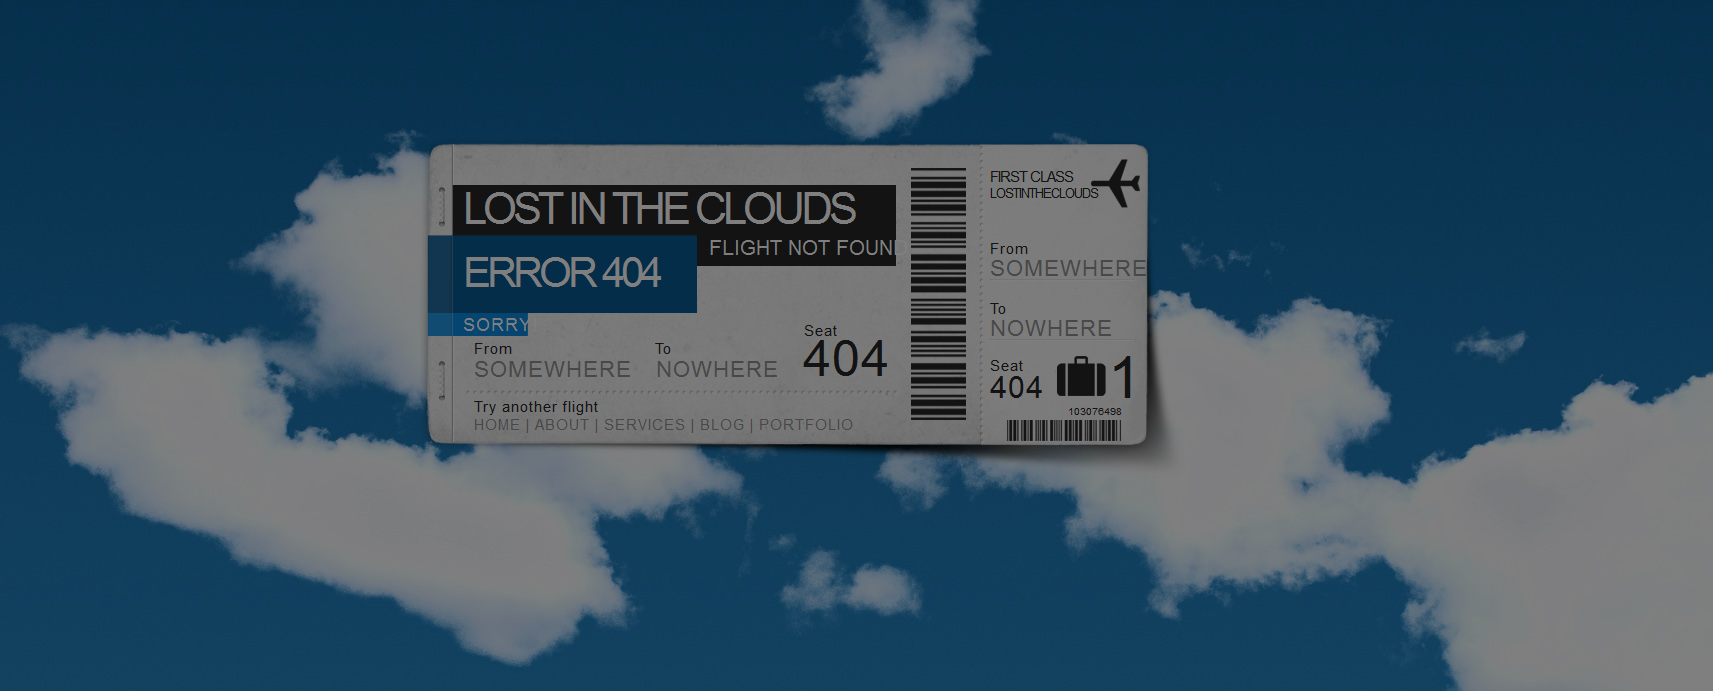 LOST IN THE CLOUDS
FLIGHT NOT FOUND
ERROR 404
SORRY
From
SOMEWHERE
To
NOWHERE
Seat
404
Try another flight
HOME | ABOUT | SERVICES | BLOG | PORTFOLIO
FIRST CLASS
LOSTINTHECLOUDS
From
SOMEWHERE
To
NOWHERE
Seat
404
1
103076498